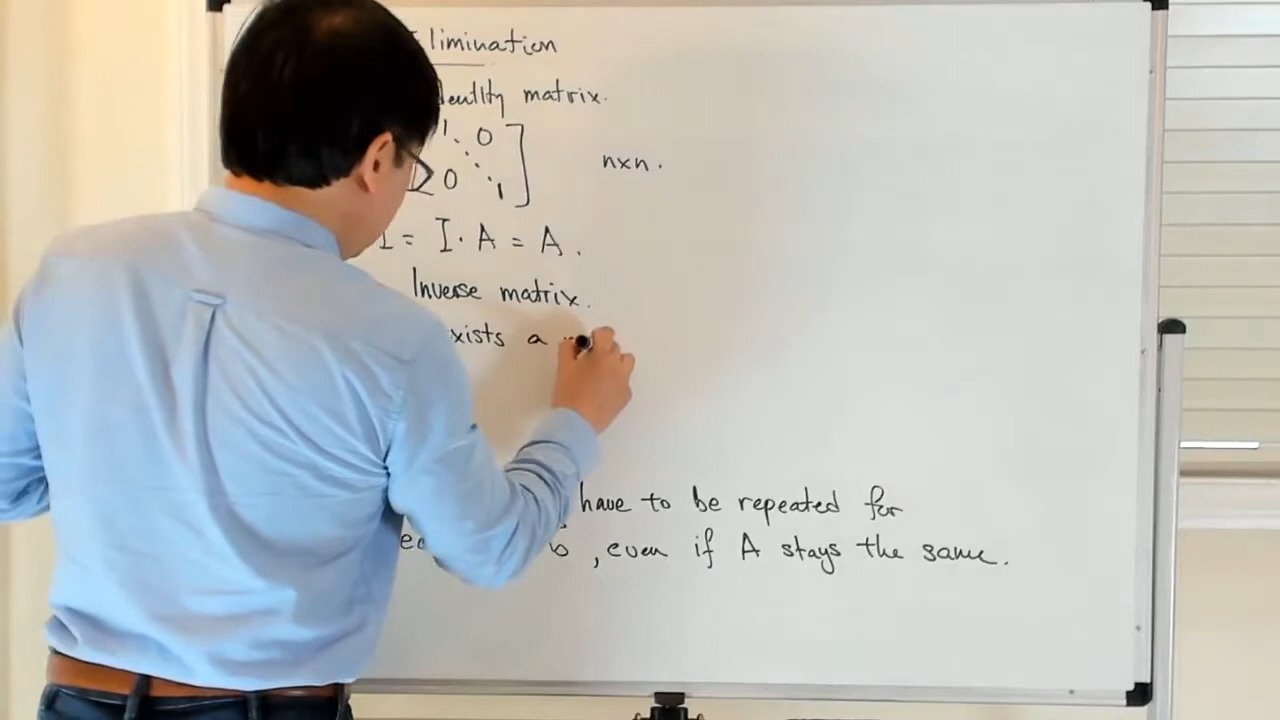 limination
dentity matrix.
1 ⋱ 0
0 ⋱ 1 ]
n×n.
I = I · A = A .
Inverse matrix.
xists a
have to be repeated for
b , even if A stays the same.